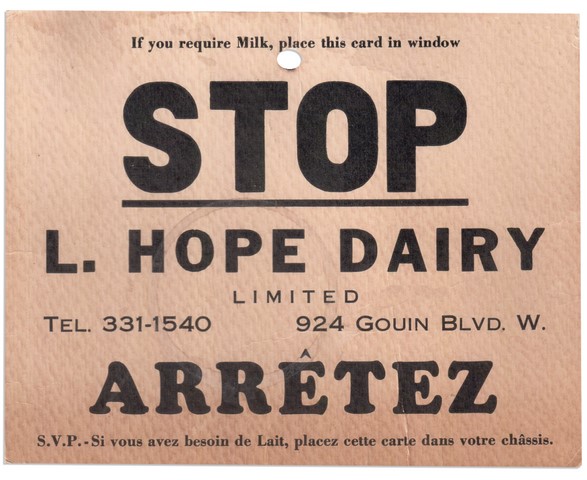 If you require Milk, place this card in window
STOP
L. HOPE DAIRY
LIMITED
TEL. 331-1540 924 GOUIN BLVD. W.
ARRÊTEZ
S.V.P.-Si vous avez besoin de Lait, placez cette carte dans votre châssis.